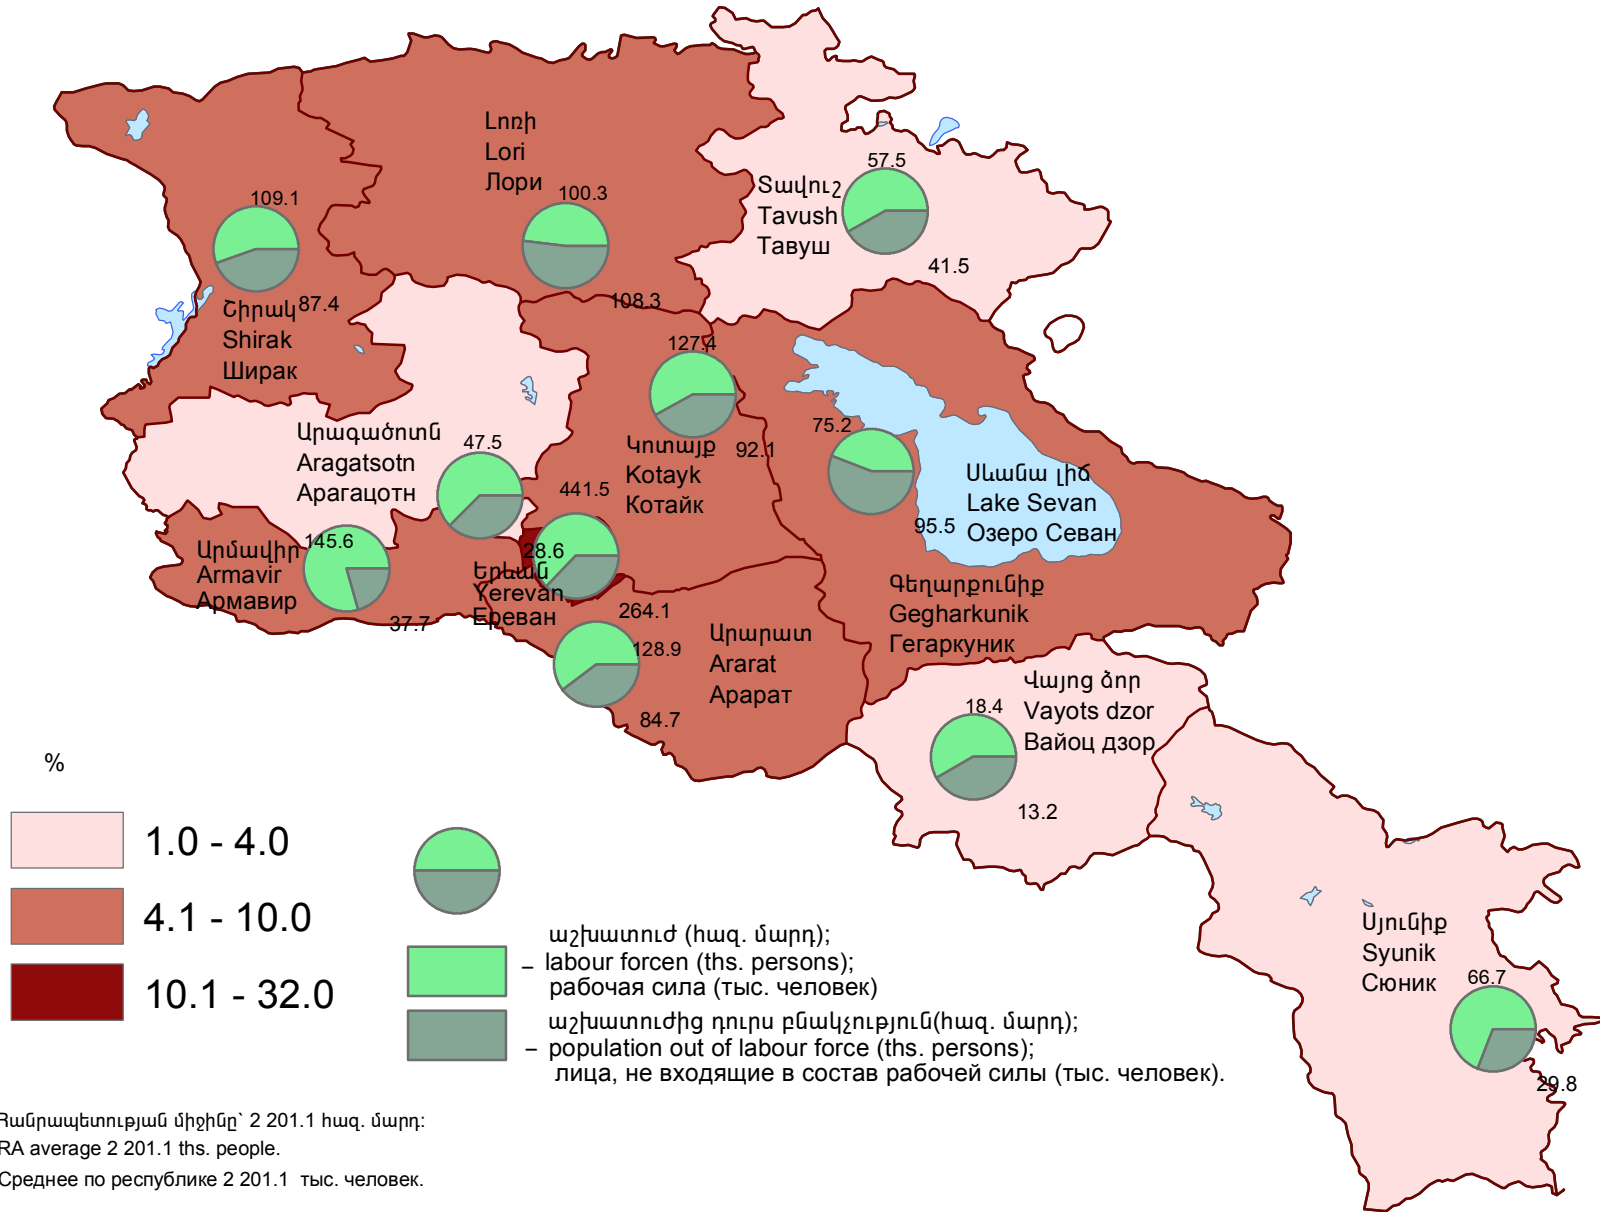 Լոռի
Lori
Лори
100.3
108.3
109.1
87.4
Շիրակ
Shirak
Ширак
57.5
Տավուշ
Tavush
Тавуш
41.5
127.4
Կոտայք
Kotayk
Котайк
92.1
Արագածոտն
Aragatsotn
Арагацотн
47.5
28.6
75.2
95.5
Սևանա լիճ
Lake Sevan
Озеро Севан
Գեղարքունիք
Gegharkunik
Гегаркуник
441.5
Երևան
Yerevan
Ереван
264.1
145.6
Արմավիր
Armavir
Армавир
37.7
128.9
Արարատ
Ararat
Арарат
84.7
18.4
Վայոց ձոր
Vayots dzor
Вайоц дзор
13.2
Սյունիք
Syunik
Сюник
66.7
29.8
%
1.0 - 4.0
4.1 - 10.0
10.1 - 32.0
աշխատուժ (հազ. մարդ);
– labour forcen (ths. persons);
рабочая сила (тыс. человек)
աշխատուժից դուրս բնակչություն(հազ. մարդ);
– population out of labour force (ths. persons);
лица, не входящие в состав рабочей силы (тыс. человек).
Հանրապետության միջինը՝ 2 201.1 հազ. մարդ:
RA average 2 201.1 ths. people.
Среднее по республике 2 201.1 тыс. человек.